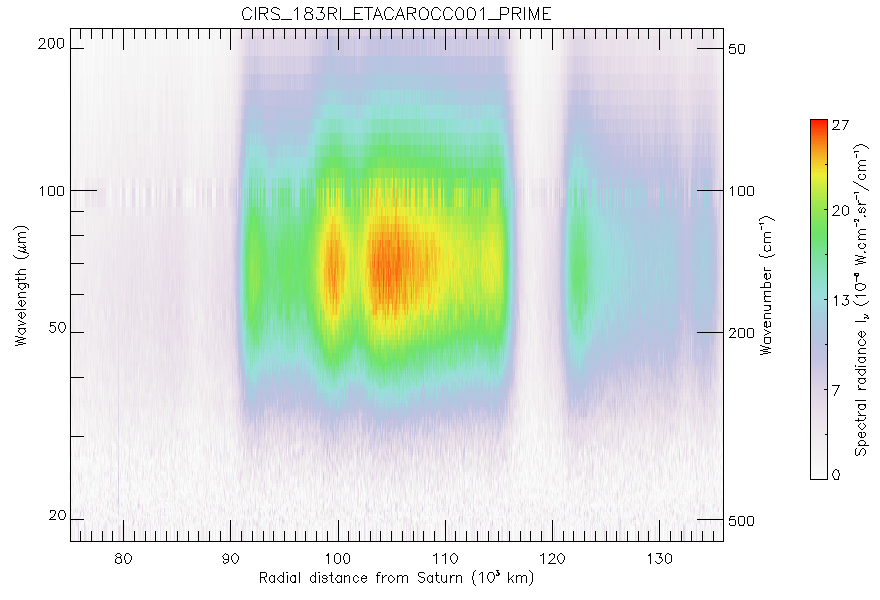 CIRS_183RI_ETACAROCC001_PRIME
200
100
50
20
Wavelength (μm)
50
100
200
500
Wavenumber (cm⁻¹)
80 90 100 110 120 130
Radial distance from Saturn (10³ km)
27
20
13
7
0
Spectral radiance Iᵥ (10⁻⁸ W.cm⁻².sr⁻¹/cm⁻¹)